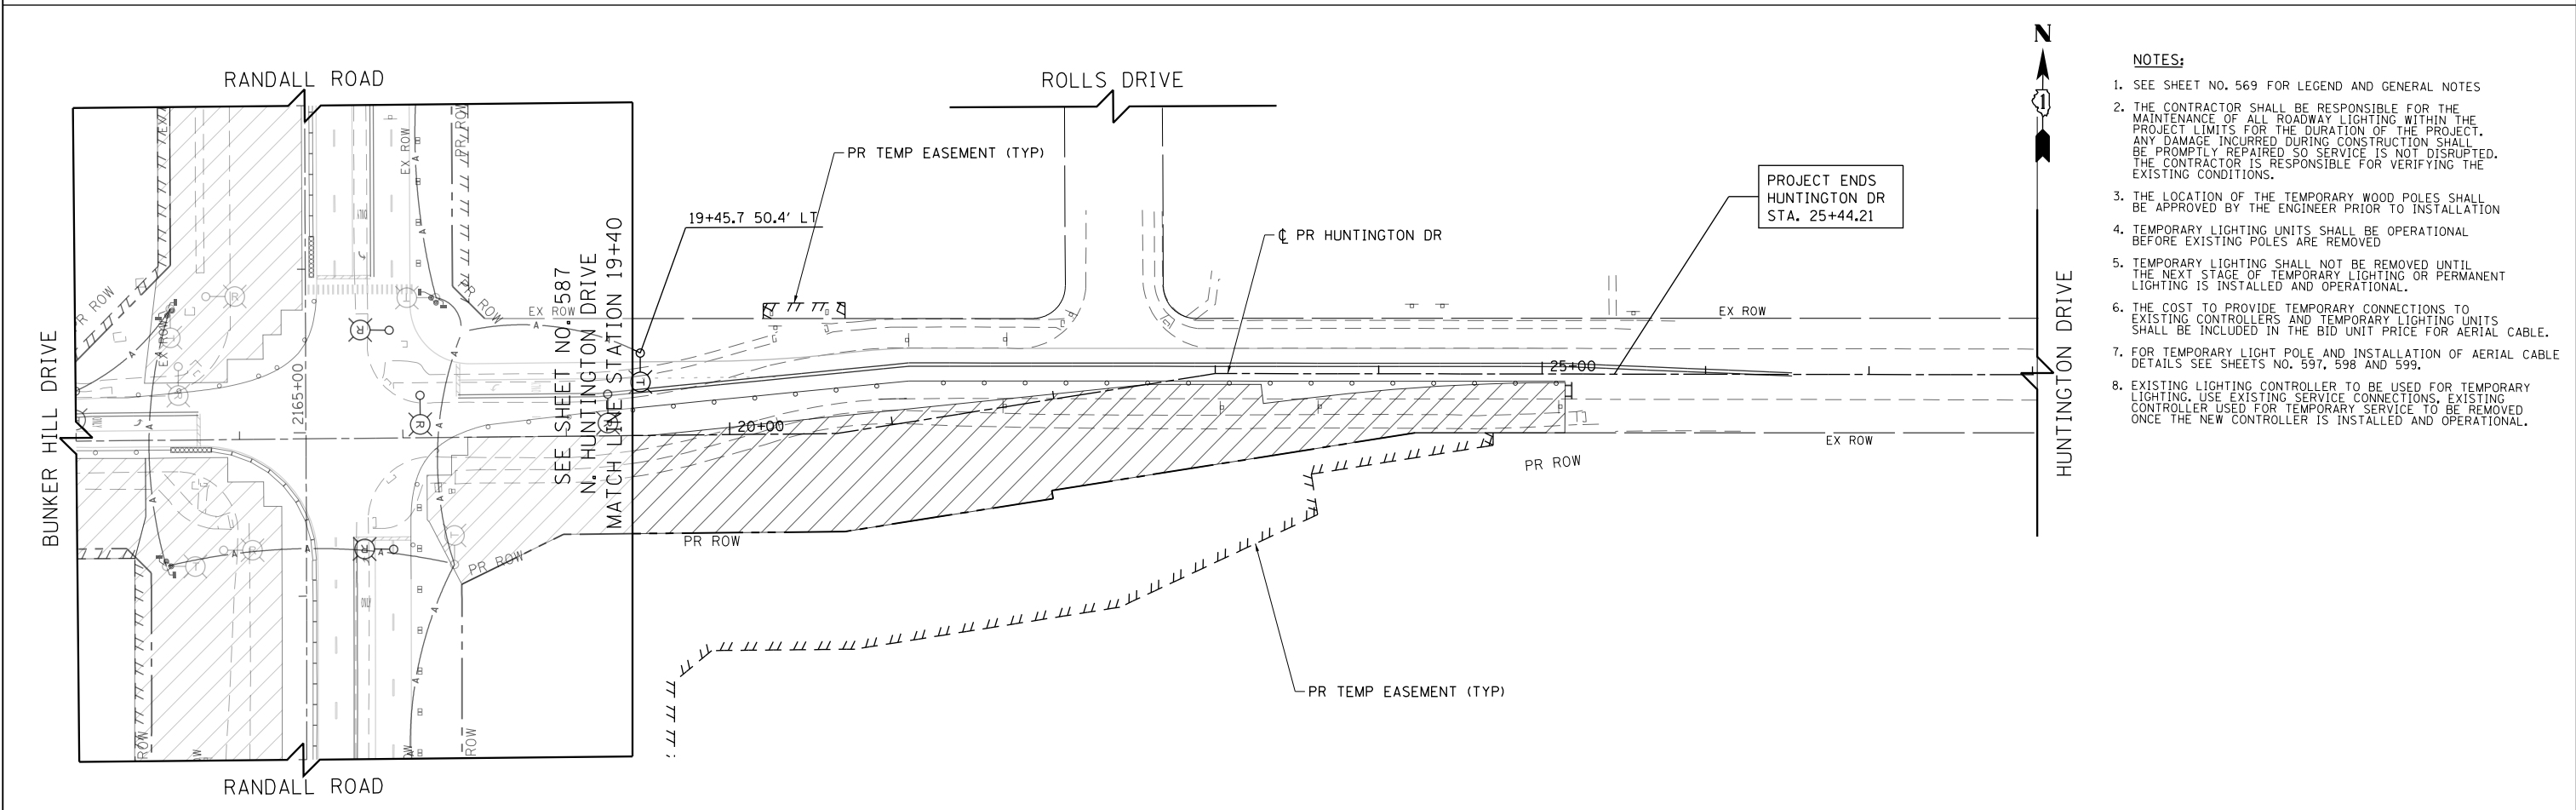 RANDALL ROAD
ROLLS DRIVE
N
1
NOTES:
1. SEE SHEET NO. 569 FOR LEGEND AND GENERAL NOTES
2. THE CONTRACTOR SHALL BE RESPONSIBLE FOR THE
MAINTENANCE OF ALL ROADWAY LIGHTING WITHIN THE
PROJECT LIMITS FOR THE DURATION OF THE PROJECT.
ANY DAMAGE INCURRED DURING CONSTRUCTION SHALL
BE PROMPTLY REPAIRED SO SERVICE IS NOT DISRUPTED.
THE CONTRACTOR IS RESPONSIBLE FOR VERIFYING THE
EXISTING CONDITIONS.
3. THE LOCATION OF THE TEMPORARY WOOD POLES SHALL
BE APPROVED BY THE ENGINEER PRIOR TO INSTALLATION
4. TEMPORARY LIGHTING UNITS SHALL BE OPERATIONAL
BEFORE EXISTING POLES ARE REMOVED
5. TEMPORARY LIGHTING SHALL NOT BE REMOVED UNTIL
THE NEXT STAGE OF TEMPORARY LIGHTING OR PERMANENT
LIGHTING IS INSTALLED AND OPERATIONAL.
6. THE COST TO PROVIDE TEMPORARY CONNECTIONS TO
EXISTING CONTROLLERS AND TEMPORARY LIGHTING UNITS
SHALL BE INCLUDED IN THE BID UNIT PRICE FOR AERIAL CABLE.
7. FOR TEMPORARY LIGHT POLE AND INSTALLATION OF AERIAL CABLE
DETAILS SEE SHEETS NO. 597, 598 AND 599.
8. EXISTING LIGHTING CONTROLLER TO BE USED FOR TEMPORARY
LIGHTING. USE EXISTING SERVICE CONNECTIONS. EXISTING
CONTROLLER USED FOR TEMPORARY SERVICE TO BE REMOVED
ONCE THE NEW CONTROLLER IS INSTALLED AND OPERATIONAL.
PR TEMP EASEMENT (TYP)
19+45.7 50.4' LT
PROJECT ENDS
HUNTINGTON DR
STA. 25+44.21
℄ PR HUNTINGTON DR
EX ROW
PR ROW
EX ROW
PR ROW
EX ROW
EX ROW
SEE SHEET NO. 587
N. HUNTINGTON DRIVE
MATCH LINE STATION 19+40
BUNKER HILL DRIVE
HUNTINGTON DRIVE
2165+00
20+00
25+00
EX ROW
EX ROW
PR ROW
PR ROW
PR ROW
ROW
ROW
PR TEMP EASEMENT (TYP)
RANDALL ROAD